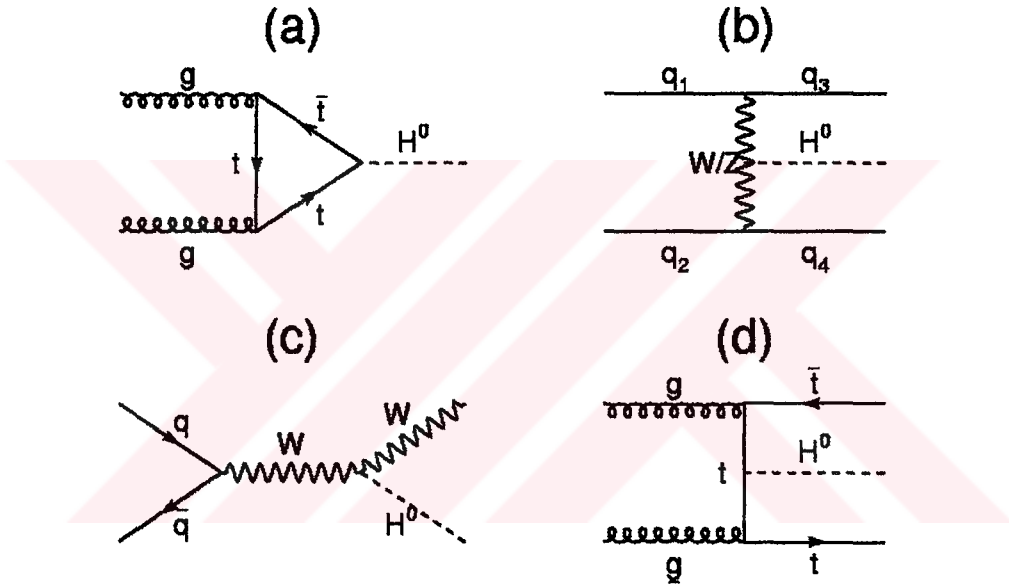 (a)
g
t̄
H⁰
t
t
g
(b)
q₁ q₃
H⁰
W/Z
q₂ q₄
(c)
q
W
W
q̄
H⁰
(d)
g
t̄
H⁰
t
g
t